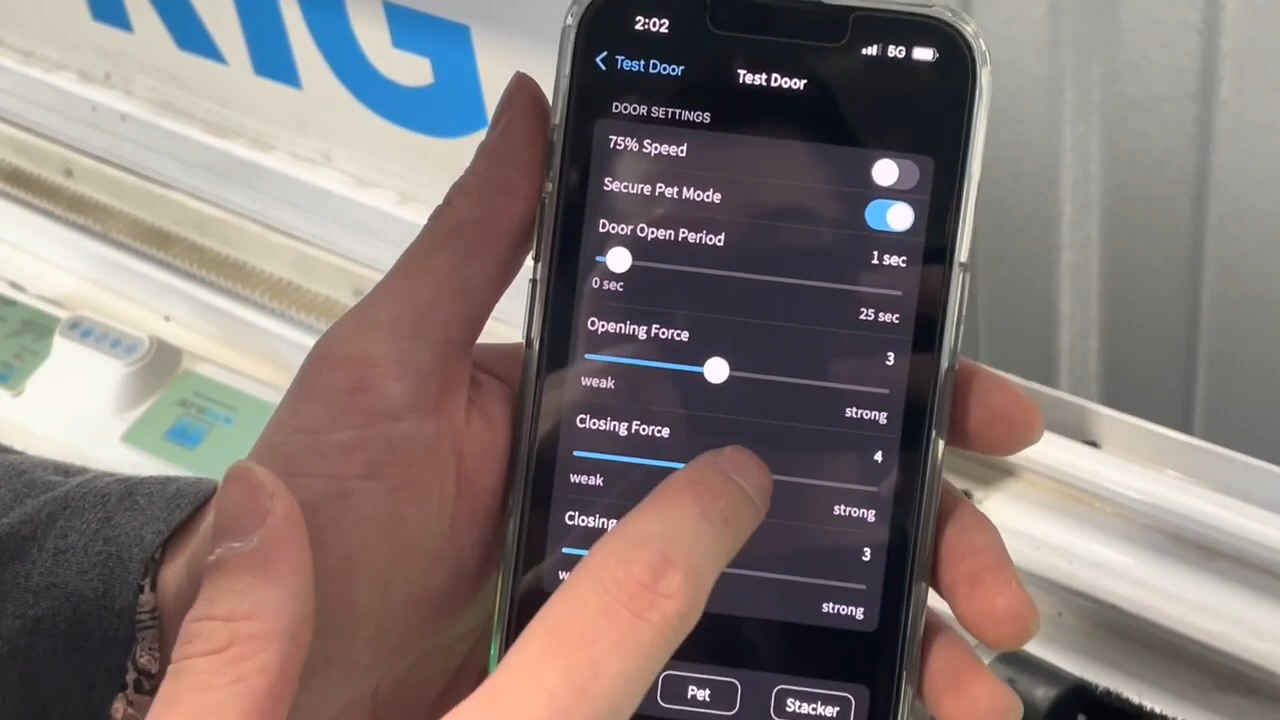 RIG
2:02
5G
Test Door
Test Door
DOOR SETTINGS
75% Speed
Secure Pet Mode
Door Open Period
1 sec
0 sec
25 sec
Opening Force
3
weak
strong
Closing Force
4
weak
strong
Closing
3
strong
Pet
Stacker